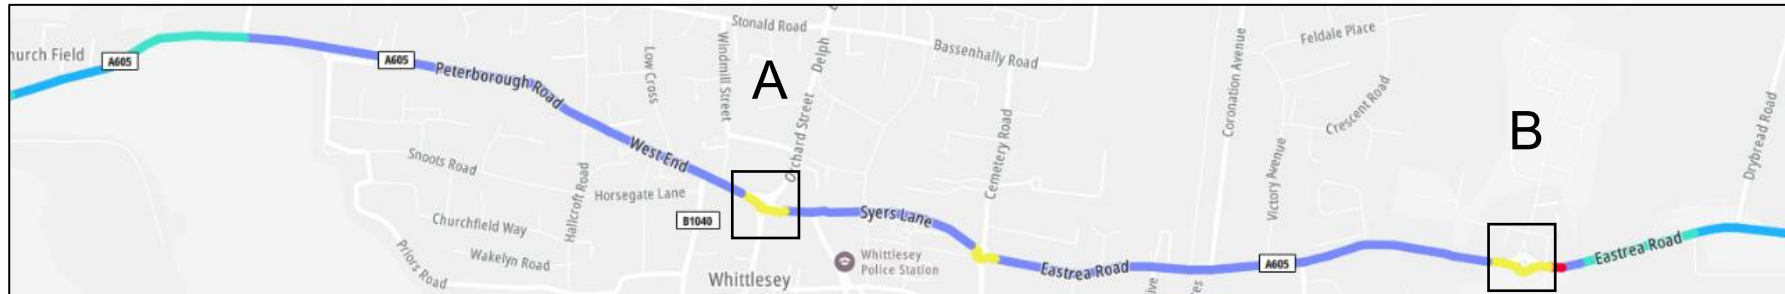 Stonald Road
Delph
Bassenhally Road
Feldale Place
hurch Field
A605
A605
Peterborough Road
Low Cross
Windmill Street
A
Orchard Street
Cemetery Road
Coronation Avenue
Victory Avenue
Crescent Road
B
Drybread Road
West End
Snoots Road
Hallcroft Road
Horsegate Lane
B1040
Syers Lane
Churchfield Way
Wakelyn Road
Priors Road
Whittlesey
Whittlesey
Police Station
Eastrea Road
A605
Eastrea Road